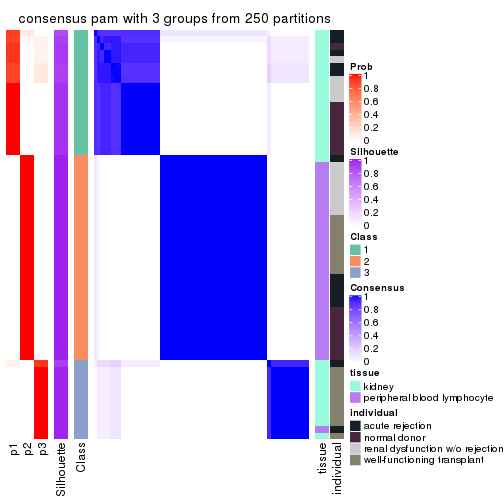 consensus pam with 3 groups from 250 partitions
Prob
1
0.8
0.6
0.4
0.2
0
Silhouette
1
0.8
0.6
0.4
0.2
0
Class
1
2
3
Consensus
1
0.8
0.6
0.4
0.2
0
tissue
kidney
peripheral blood lymphocyte
individual
acute rejection
normal donor
renal dysfunction w/o rejection
well-functioning transplant
p1
p2
p3
Silhouette
Class
tissue
individual